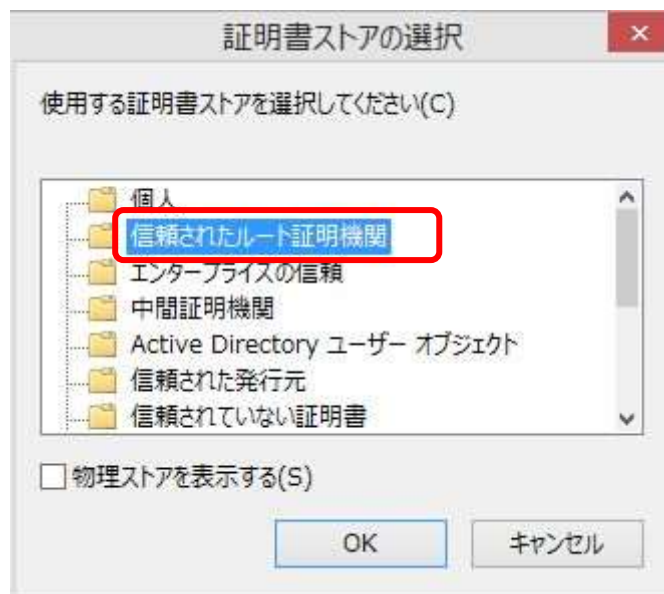 証明書ストアの選択
使用する証明書ストアを選択してください(C)
個人
信頼されたルート証明機関
エンタープライズの信頼
中間証明機関
Active Directory ユーザー オブジェクト
信頼された発行元
信頼されていない証明書
物理ストアを表示する(S)
OK
キャンセル